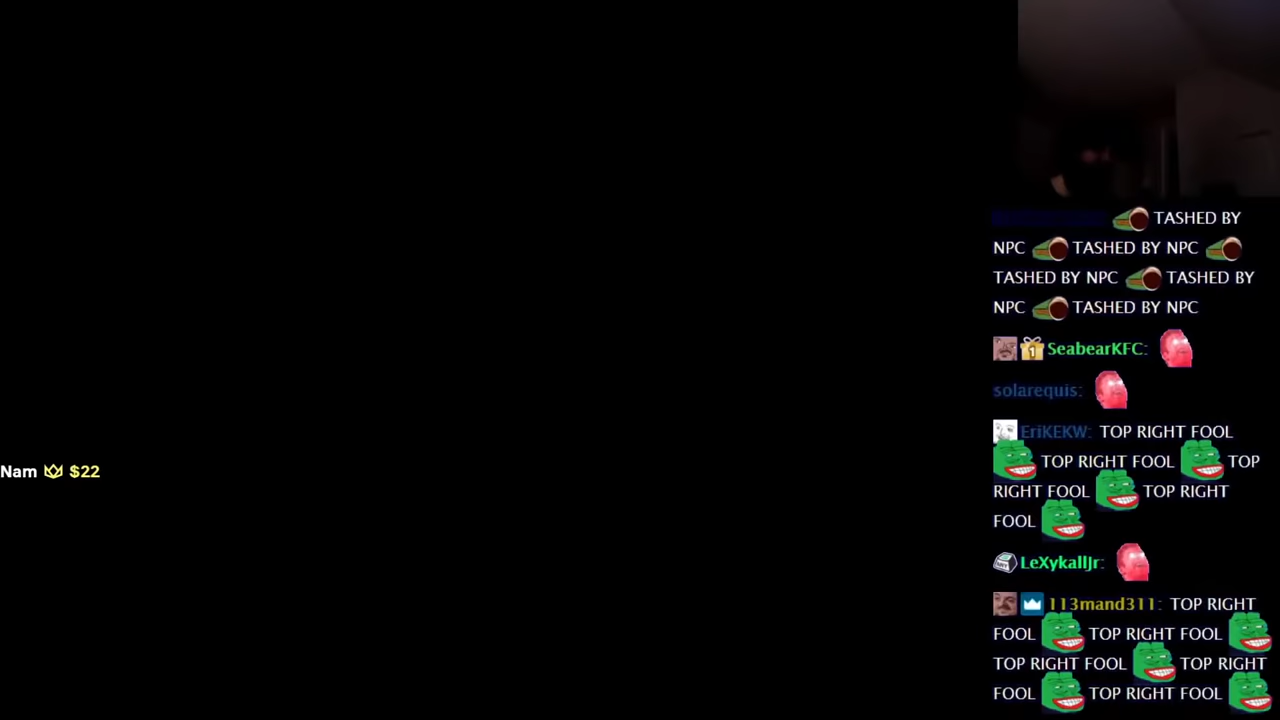 TASHED BY
NPC TASHED BY NPC
TASHED BY NPC TASHED BY
NPC TASHED BY NPC
1 SeabearKFC:
solarequis:
EriKEKW: TOP RIGHT FOOL
TOP RIGHT FOOL TOP
RIGHT FOOL TOP RIGHT
FOOL
Nam $22
LeXykallJr:
113mand311: TOP RIGHT
FOOL TOP RIGHT FOOL
TOP RIGHT FOOL TOP RIGHT
FOOL TOP RIGHT FOOL